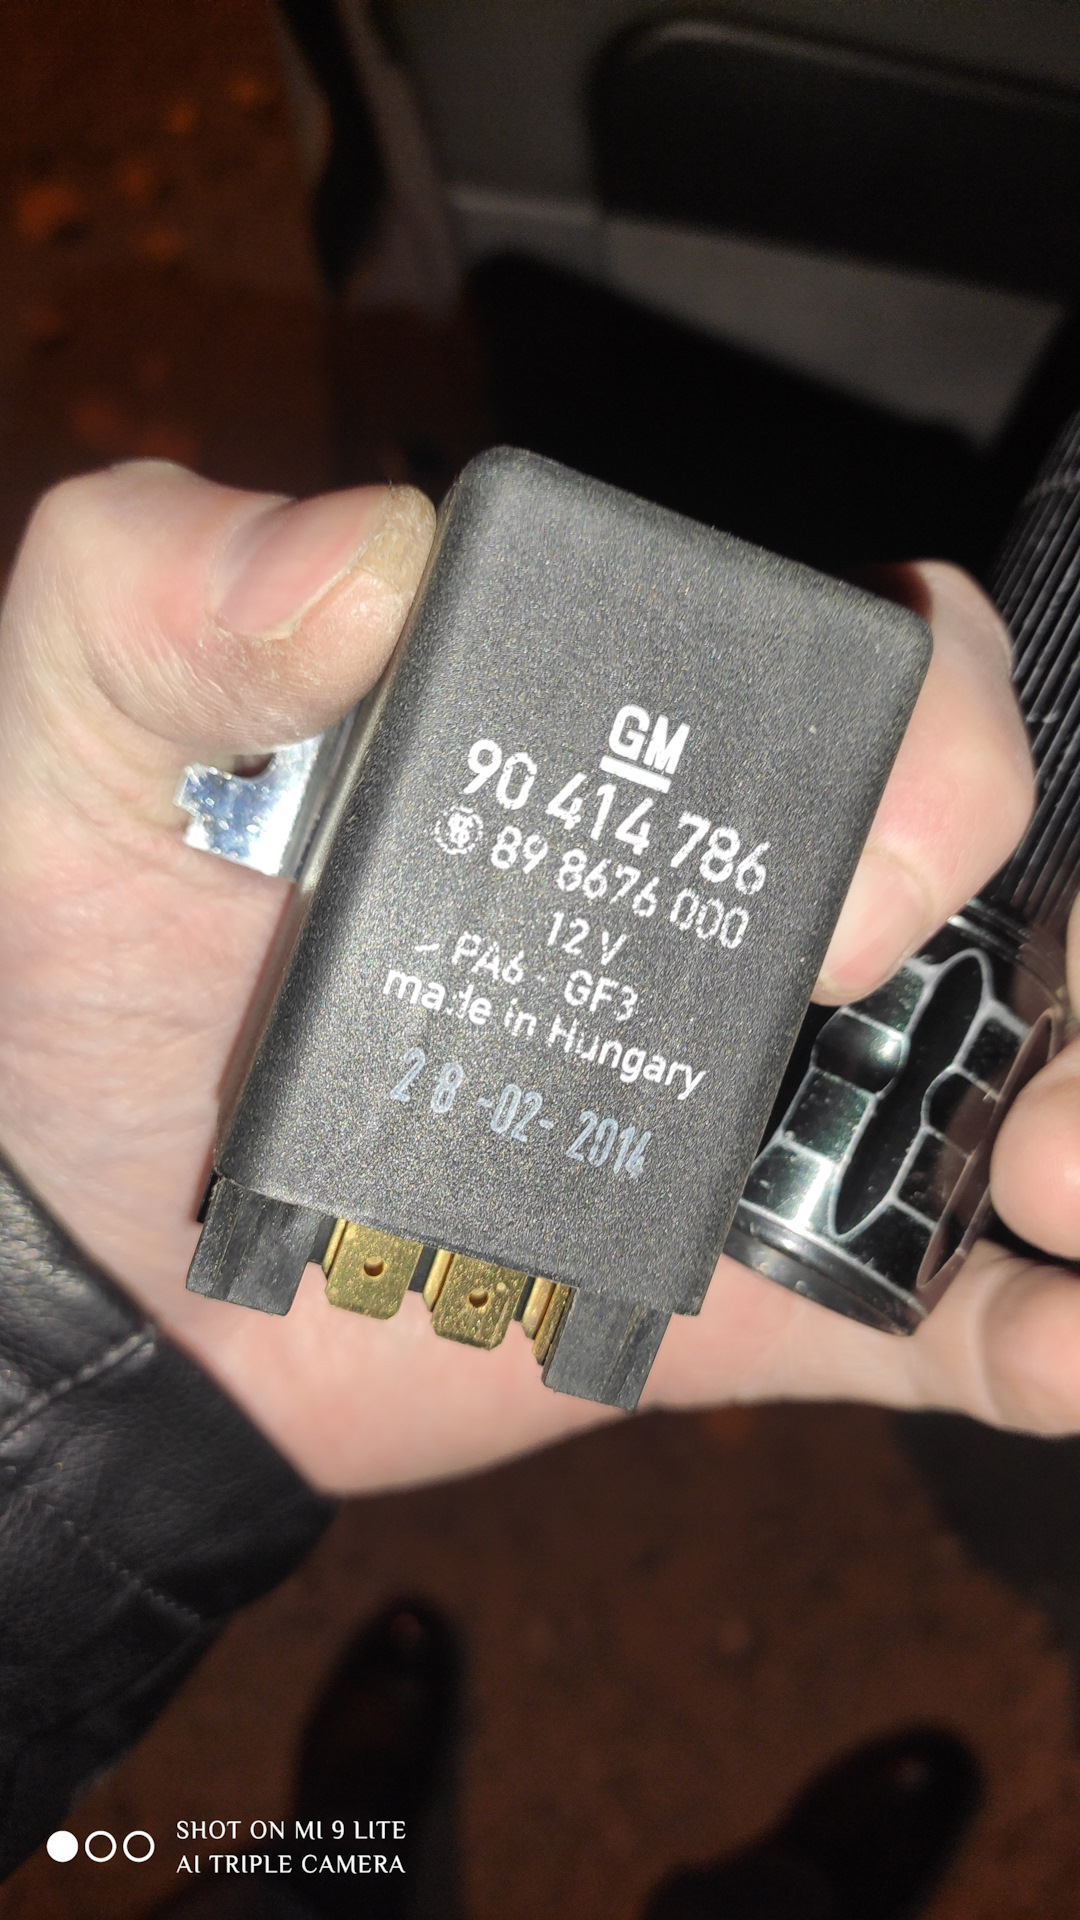 GM
90 414 786
89 8676 000
12 V
PA6 - GF3
made in Hungary
28-02-2014
SHOT ON MI 9 LITE
AI TRIPLE CAMERA